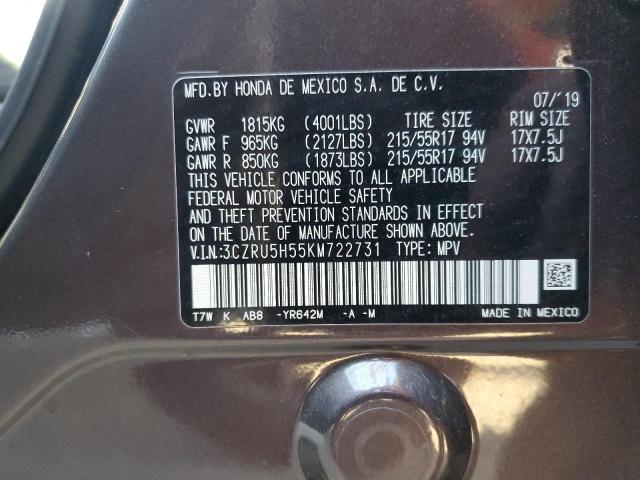 MFD.BY HONDA DE MEXICO S.A. DE C.V.
07/'19
GVWR 1815KG (4001LBS) TIRE SIZE RIM SIZE
GAWR F 965KG (2127LBS) 215/55R17 94V 17X7.5J
GAWR R 850KG (1873LBS) 215/55R17 94V 17X7.5J
THIS VEHICLE CONFORMS TO ALL APPLICABLE
FEDERAL MOTOR VEHICLE SAFETY
AND THEFT PREVENTION STANDARDS IN EFFECT
ON THE DATE OF MANUFACTURE SHOWN ABOVE.
V.I.N:3CZRU5H55KM722731 TYPE: MPV
T7W K AB8 -YR642M -A -M MADE IN MEXICO